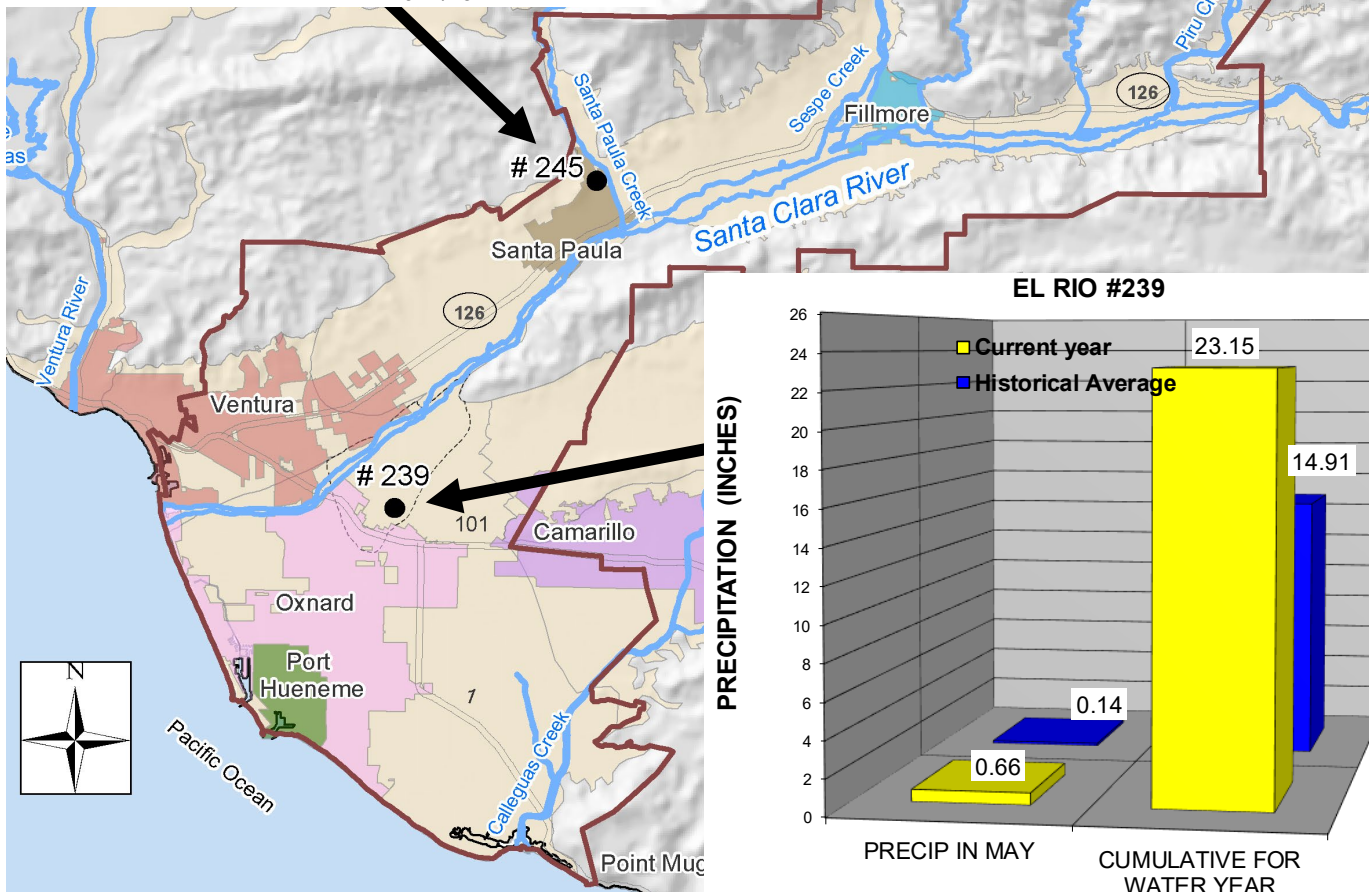 Santa Paula Creek
Sespe Creek
Piru C
126
Fillmore
as
# 245
Santa Clara River
Santa Paula
126
Ventura River
Ventura
# 239
101
Camarillo
Oxnard
Port
Hueneme
1
N
Pacific Ocean
Calleguas Creek
Point Mug
EL RIO #239
PRECIPITATION (INCHES)
26
24
22
20
18
16
14
12
10
8
6
4
2
0
Current year
Historical Average
23.15
14.91
0.14
0.66
PRECIP IN MAY
CUMULATIVE FOR
WATER YEAR